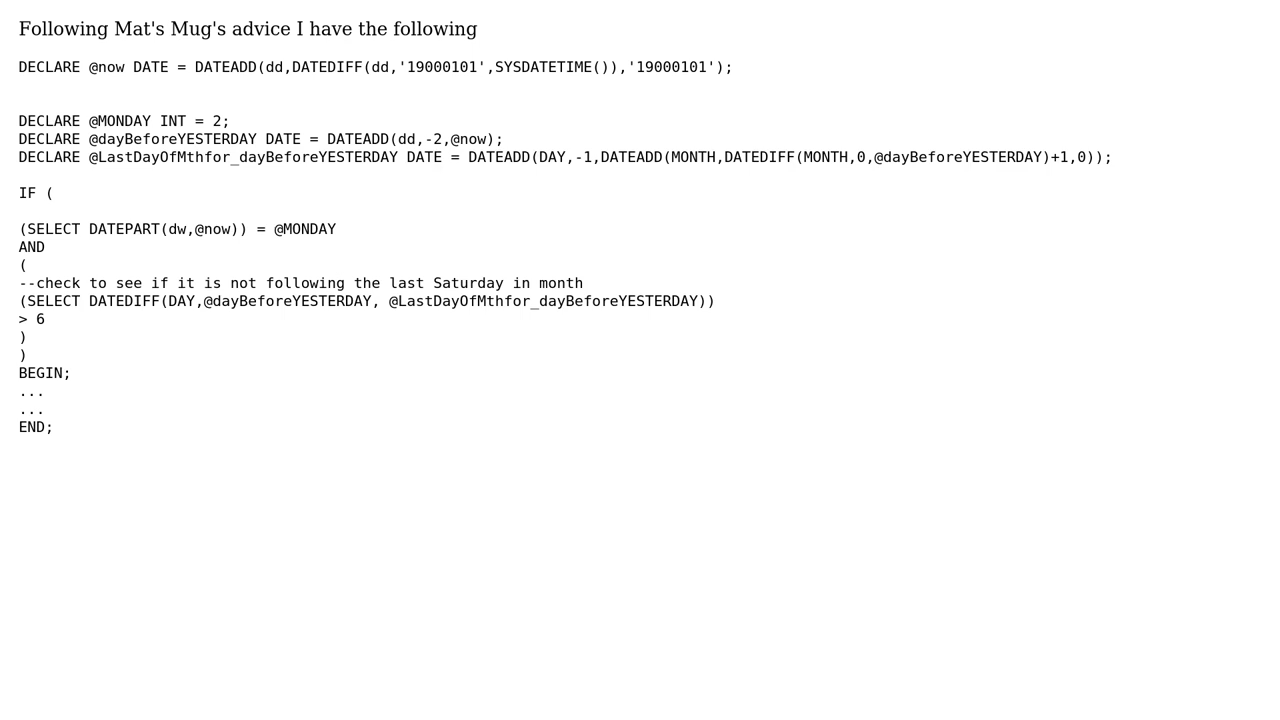 Following Mat's Mug's advice I have the following
DECLARE @now DATE = DATEADD(dd,DATEDIFF(dd,'19000101',SYSDATETIME()),'19000101');
DECLARE @MONDAY INT = 2;
DECLARE @dayBeforeYESTERDAY DATE = DATEADD(dd,-2,@now);
DECLARE @LastDayOfMthfor_dayBeforeYESTERDAY DATE = DATEADD(DAY,-1,DATEADD(MONTH,DATEDIFF(MONTH,0,@dayBeforeYESTERDAY)+1,0));
IF (
(SELECT DATEPART(dw,@now)) = @MONDAY
AND
(
--check to see if it is not following the last Saturday in month
(SELECT DATEDIFF(DAY,@dayBeforeYESTERDAY, @LastDayOfMthfor_dayBeforeYESTERDAY))
> 6
)
)
BEGIN;
...
...
END;